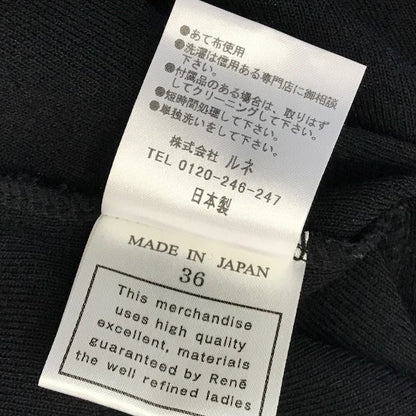 ●あて布使用
●洗濯は信用ある専門店に御相談
下さい。
●付属品のある場合は、取りはず
してクリーニングして下さい。
●短時間処理して下さい。
●単独洗いをして下さい。
株式会社 ルネ
TEL 0120-246-247
日本製
MADE IN JAPAN
36
This merchandise
uses high quality
excellent, materials
guaranteed by René
the well refined ladies